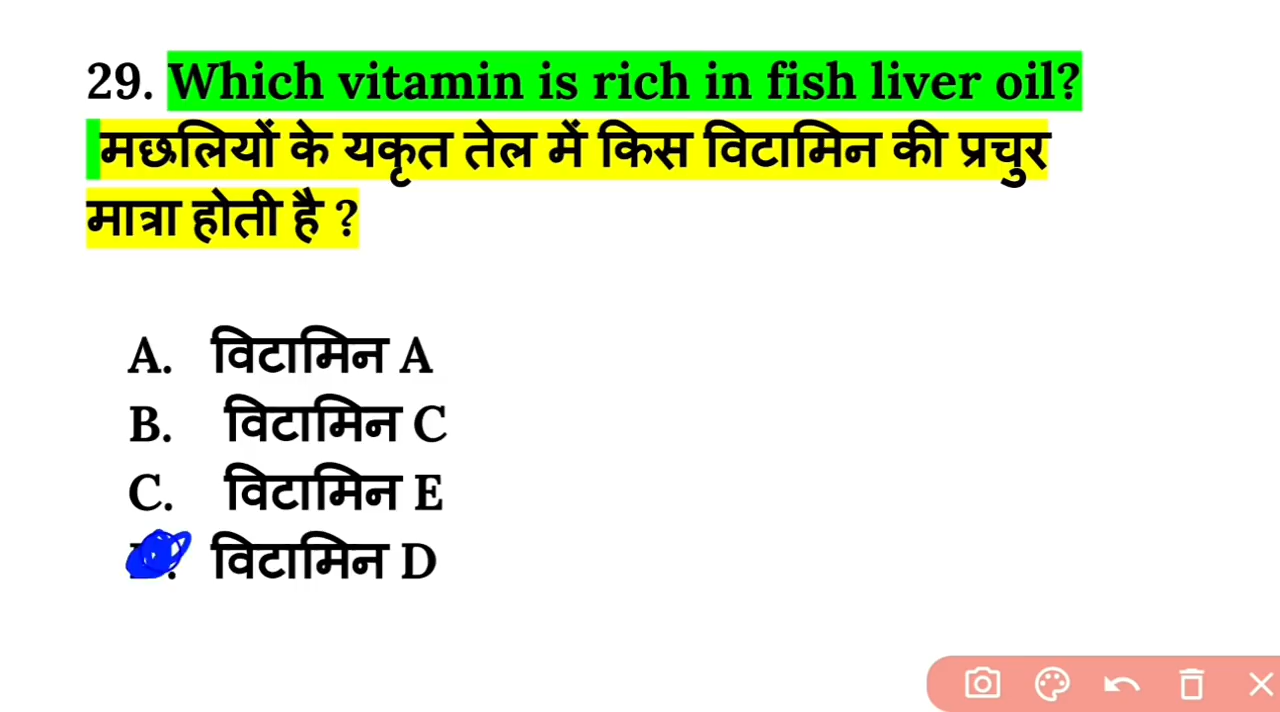 29. Which vitamin is rich in fish liver oil?
मछलियों के यकृत तेल में किस विटामिन की प्रचुर
मात्रा होती है ?
A. विटामिन A
B. विटामिन C
C. विटामिन E
विटामिन D